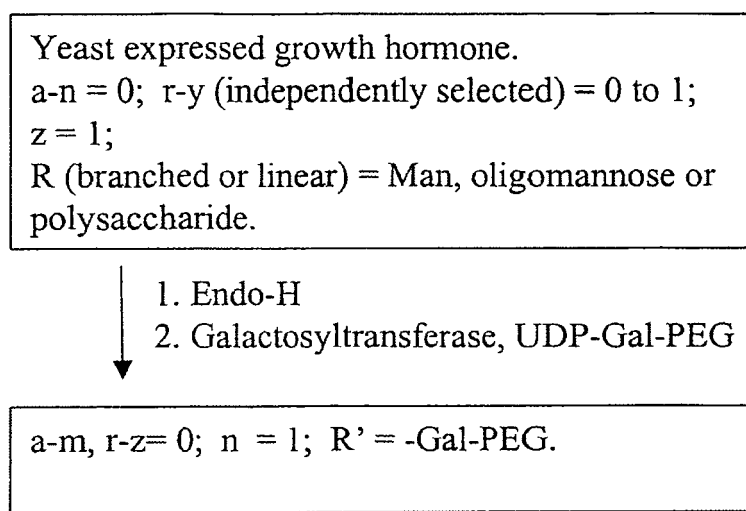 Yeast expressed growth hormone.
a-n = 0; r-y (independently selected) = 0 to 1;
z = 1;
R (branched or linear) = Man, oligomannose or
polysaccharide.
1. Endo-H
2. Galactosyltransferase, UDP-Gal-PEG
a-m, r-z= 0; n = 1; R’ = -Gal-PEG.